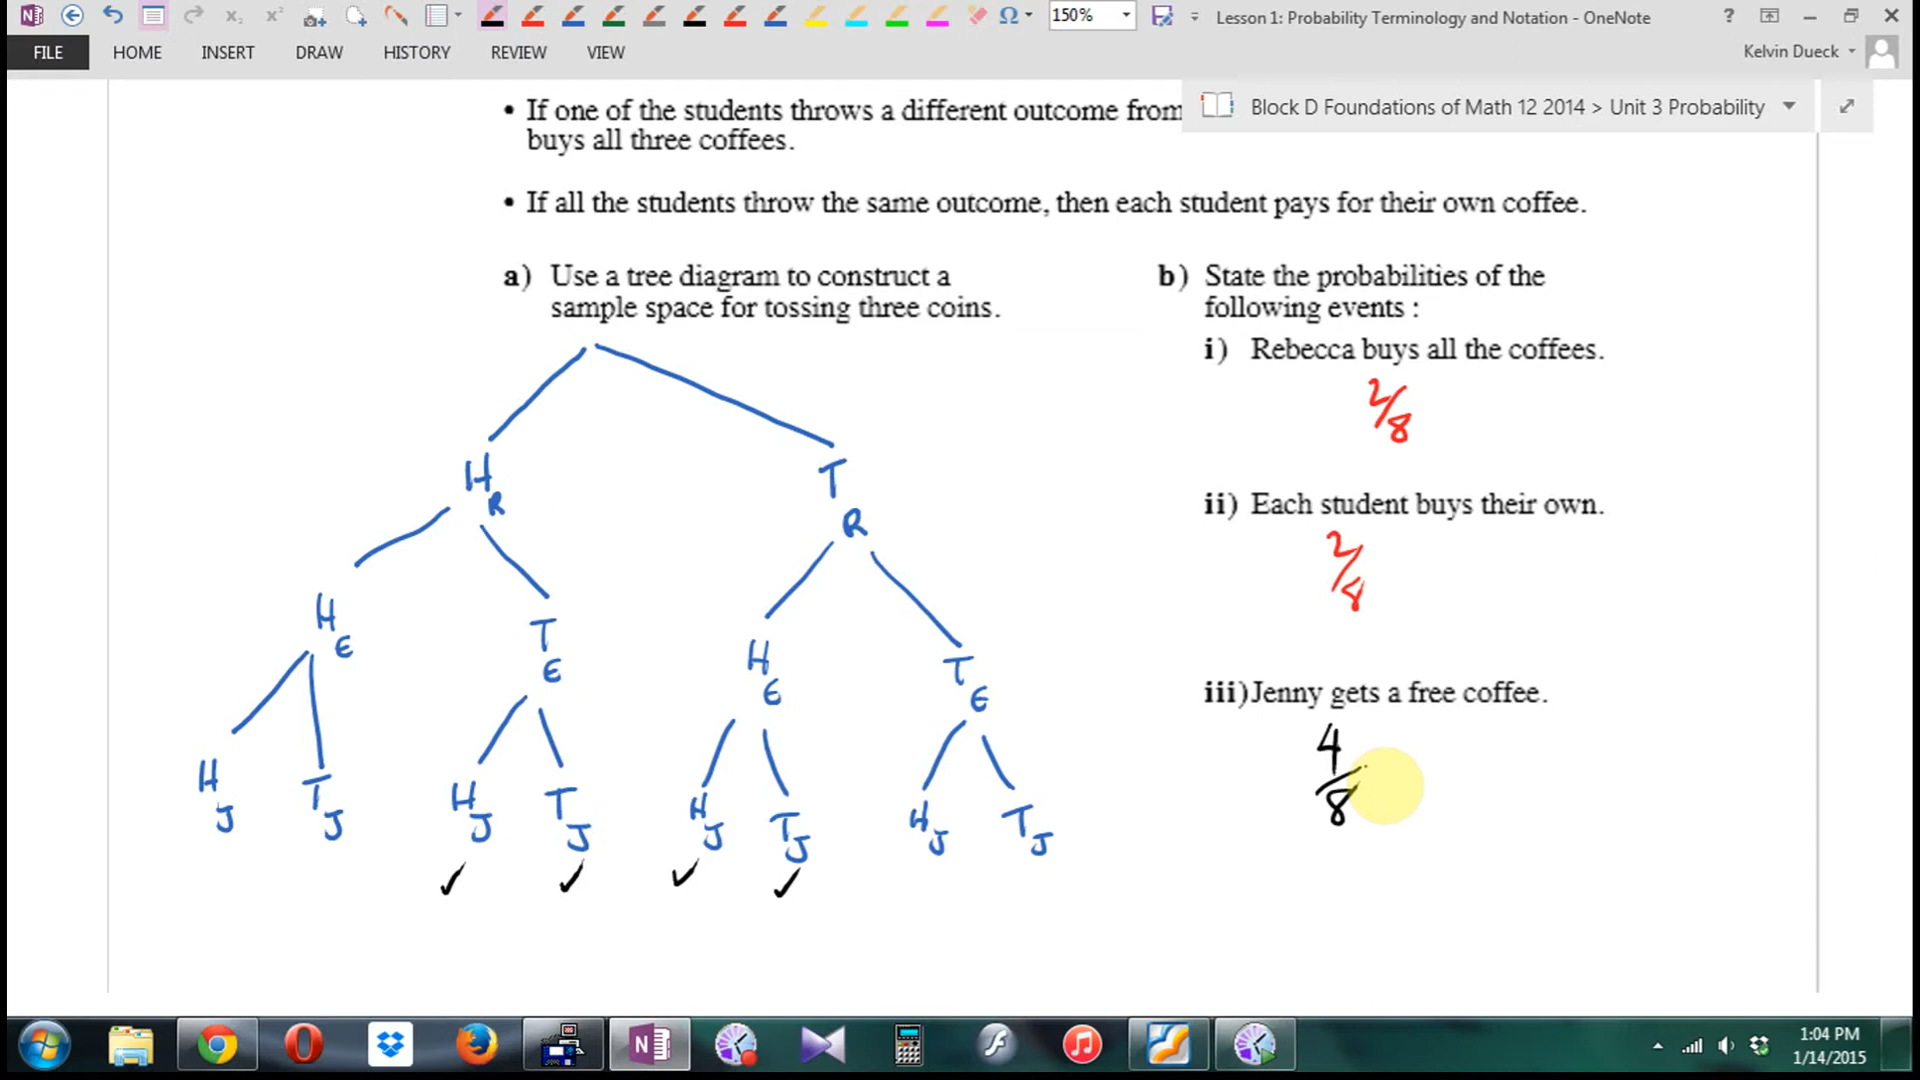 150%
Lesson 1: Probability Terminology and Notation - OneNote
FILE HOME INSERT DRAW HISTORY REVIEW VIEW
Kelvin Dueck
Block D Foundations of Math 12 2014 > Unit 3 Probability
• If one of the students throws a different outcome from
buys all three coffees.
• If all the students throw the same outcome, then each student pays for their own coffee.
a) Use a tree diagram to construct a
sample space for tossing three coins.
b) State the probabilities of the
following events :
i) Rebecca buys all the coffees.
2/8
ii) Each student buys their own.
2/8
iii) Jenny gets a free coffee.
4/8
H T
R R
H T H T
E E E E
H T H T H T H T
J J J J J J J J
✓ ✓ ✓ ✓
1:04 PM
1/14/2015